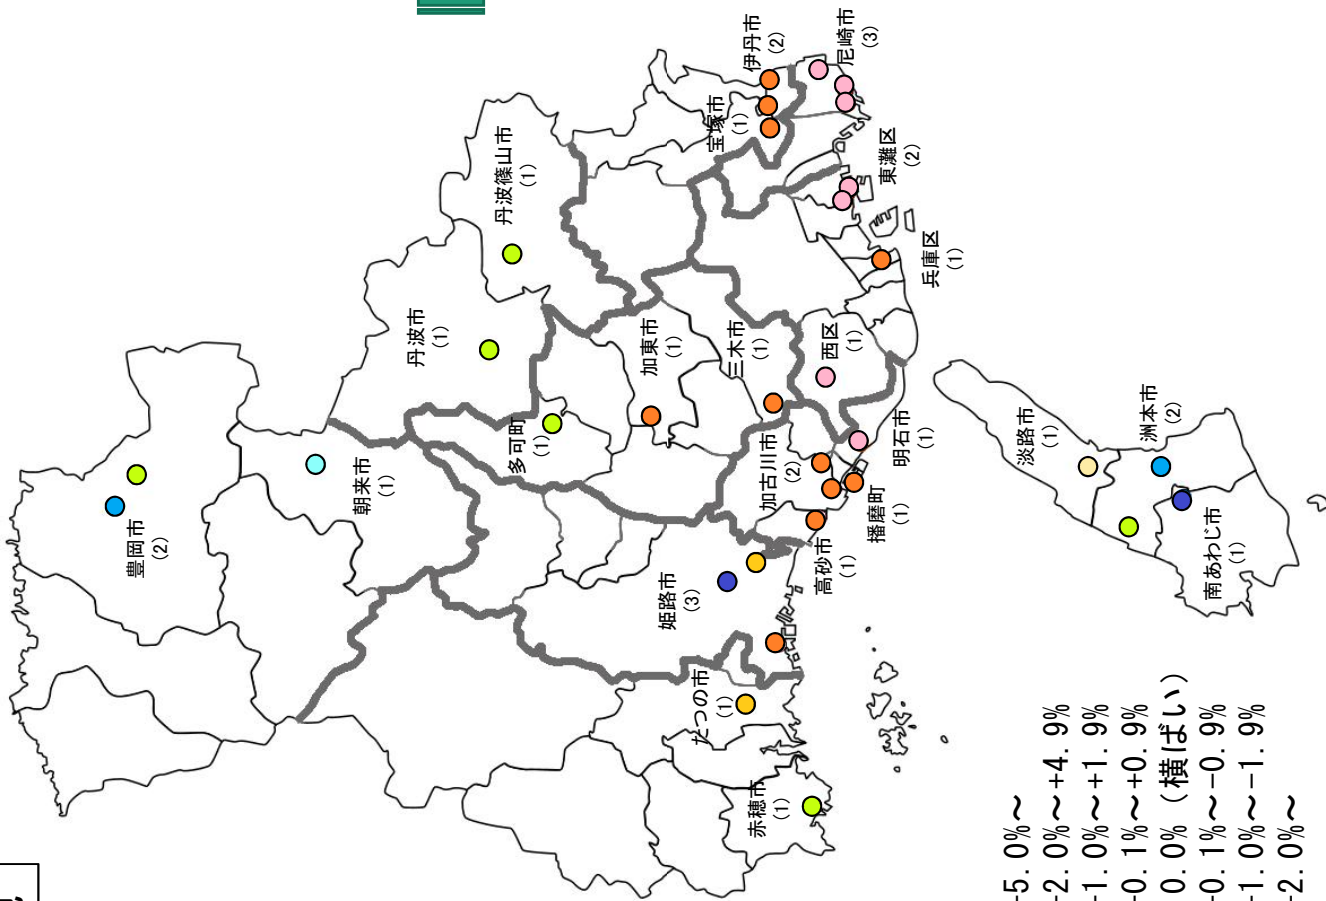 豊岡市
(2)
朝来市
(1)
丹波市
(1)
丹波篠山市
(1)
多可町
(1)
加東市
(1)
三木市
(1)
西区
(1)
宝塚市
(1)
伊丹市
(2)
尼崎市
(3)
東灘区
(2)
兵庫区
(1)
明石市
(1)
加古川市
(2)
播磨町
(1)
高砂市
(1)
姫路市
(3)
たつの市
(1)
赤穂市
(1)
淡路市
(1)
洲本市
(2)
南あわじ市
(1)
5.0%～
2.0%～+4.9%
1.0%～+1.9%
0.1%～+0.9%
0.0%（横ばい）
-0.1%～-0.9%
-1.0%～-1.9%
-2.0%～